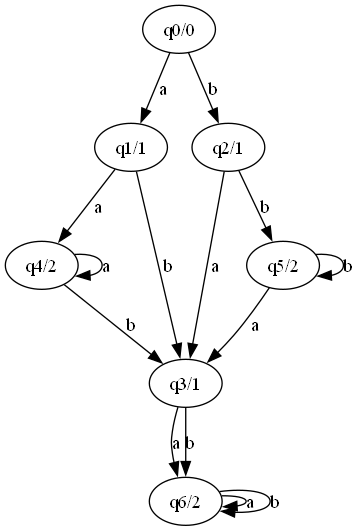 q0/0
a b
q1/1 q2/1
a b a b
q4/2 a q5/2 b
b a
q3/1
a b
q6/2 a b